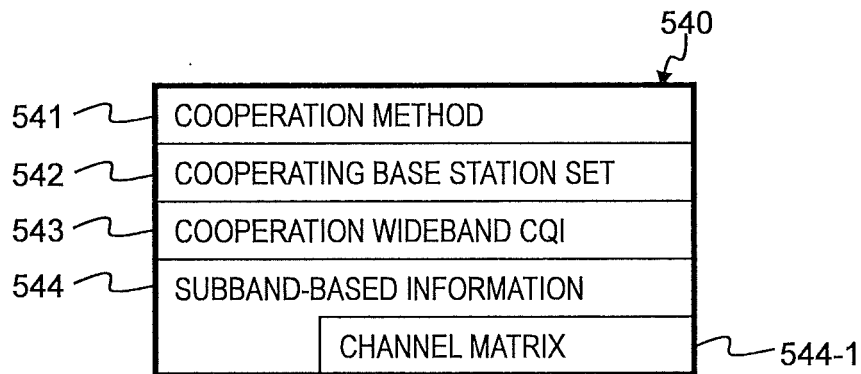 540
541 COOPERATION METHOD
542 COOPERATING BASE STATION SET
543 COOPERATION WIDEBAND CQI
544 SUBBAND-BASED INFORMATION
CHANNEL MATRIX 544-1